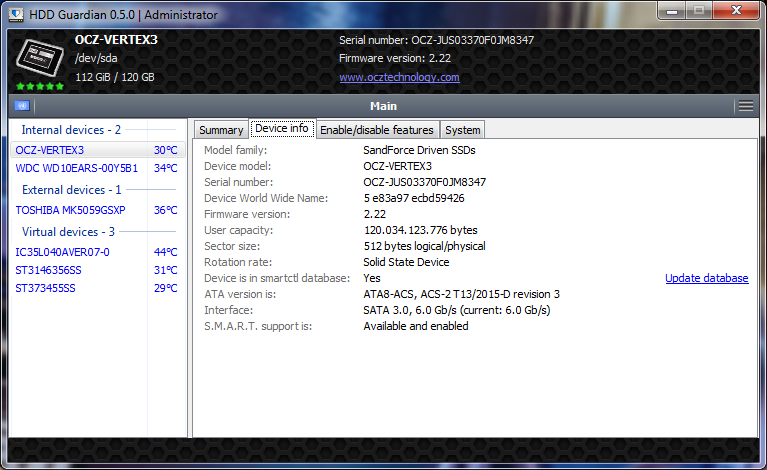 HDD Guardian 0.5.0 | Administrator
OCZ-VERTEX3
/dev/sda
112 GiB / 120 GB
Serial number: OCZ-JUS03370F0JM8347
Firmware version: 2.22
www.ocztechnology.com
Main
Internal devices - 2
OCZ-VERTEX3 30°C
WDC WD10EARS-00Y5B1 34°C
External devices - 1
TOSHIBA MK5059GSXP 36°C
Virtual devices - 3
IC35L040AVER07-0 44°C
ST3146356SS 31°C
ST373455SS 29°C
Summary Device info Enable/disable features System
Model family: SandForce Driven SSDs
Device model: OCZ-VERTEX3
Serial number: OCZ-JUS03370F0JM8347
Device World Wide Name: 5 e83a97 ecbd59426
Firmware version: 2.22
User capacity: 120.034.123.776 bytes
Sector size: 512 bytes logical/physical
Rotation rate: Solid State Device
Device is in smartctl database: Yes Update database
ATA version is: ATA8-ACS, ACS-2 T13/2015-D revision 3
Interface: SATA 3.0, 6.0 Gb/s (current: 6.0 Gb/s)
S.M.A.R.T. support is: Available and enabled